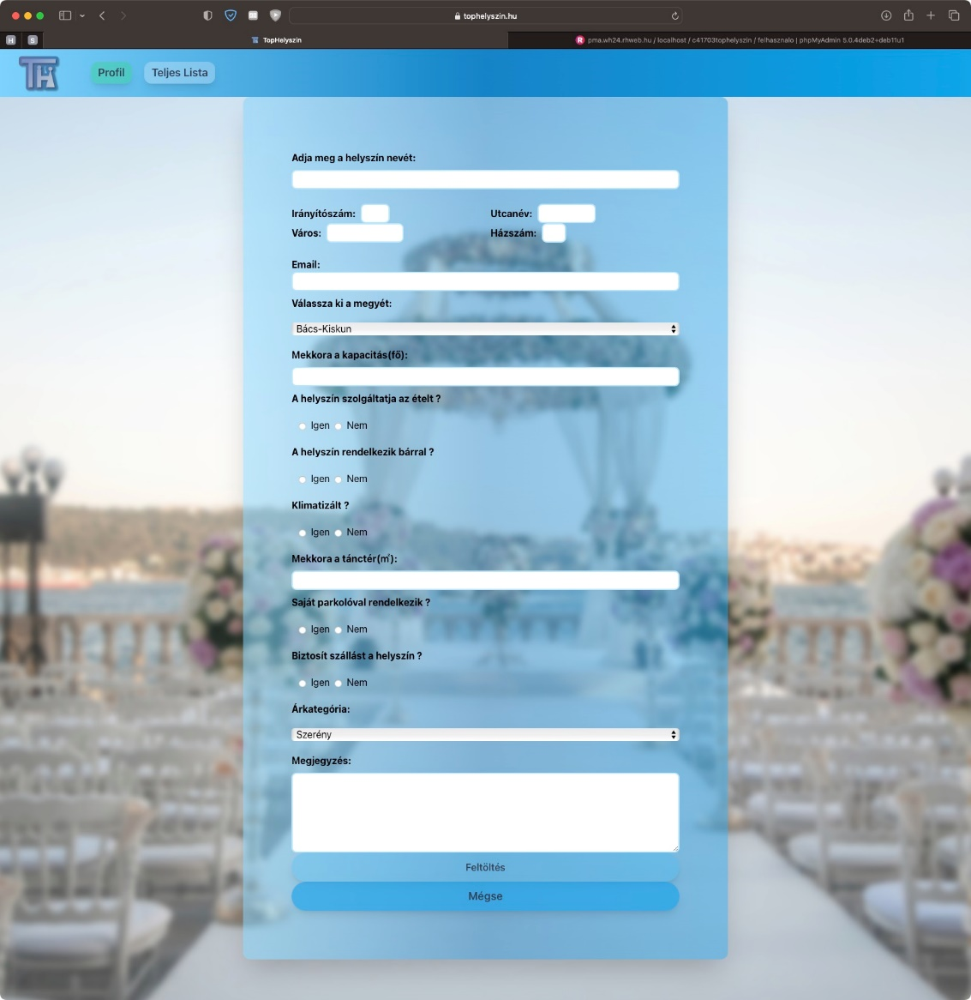 tophelyszin.hu
H
S
TopHelyszin
R pma.wh24.rhweb.hu / localhost / c41703tophelyszin / felhasznalo | phpMyAdmin 5.0.4deb2+deb11u1
TH
Profil
Teljes Lista
Adja meg a helyszín nevét:
Irányítószám: Utcanév:
Város: Házszám:
Email:
Válassza ki a megyét:
Bács-Kiskun
Mekkora a kapacitás(fő):
A helyszín szolgáltatja az ételt ?
Igen Nem
A helyszín rendelkezik bárral ?
Igen Nem
Klimatizált ?
Igen Nem
Mekkora a tánctér(m²):
Saját parkolóval rendelkezik ?
Igen Nem
Biztosít szállást a helyszín ?
Igen Nem
Árkategória:
Szerény
Megjegyzés:
Feltöltés
Mégse